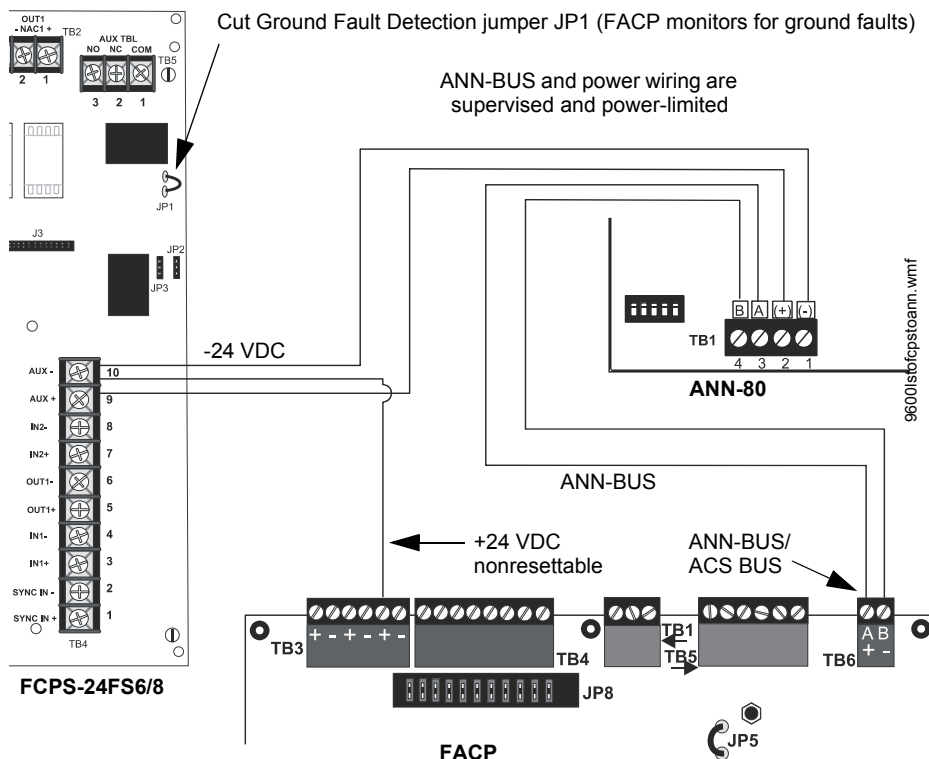 Cut Ground Fault Detection jumper JP1 (FACP monitors for ground faults)
OUT1
- NAC1 +
TB2
2 1
AUX TBL
NO NC COM
TB5
3 2 1
ANN-BUS and power wiring are
supervised and power-limited
JP1
J3
JP2
JP3
B A (+) (-)
TB1
4 3 2 1
ANN-80
9600lstofcpstoann.wmf
-24 VDC
AUX - 10
AUX + 9
IN2- 8
IN2+ 7
OUT1- 6
OUT1+ 5
IN1- 4
IN1+ 3
SYNC IN - 2
SYNC IN + 1
TB4
FCPS-24FS6/8
ANN-BUS
+24 VDC
nonresettable
ANN-BUS/
ACS BUS
TB3
+ - + - + -
TB4
TB1
TB5
TB6
A B
+ -
JP8
JP5
FACP